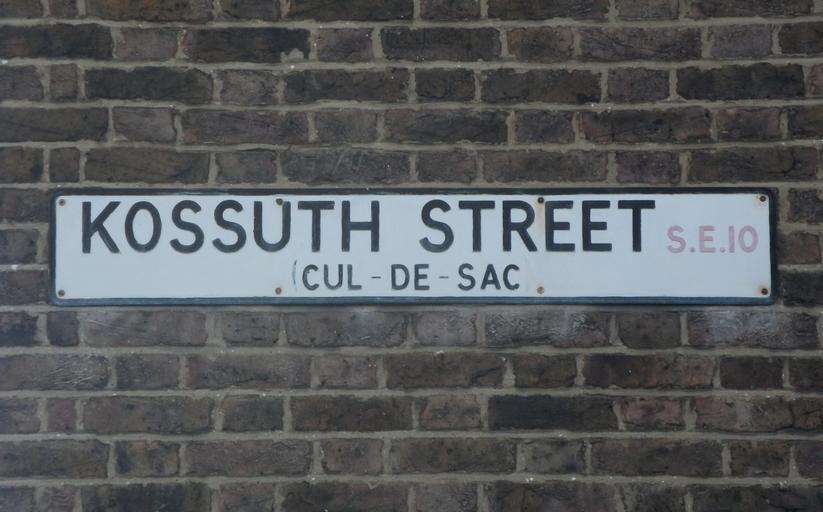 KOSSUTH STREET S.E.10
(CUL-DE-SAC